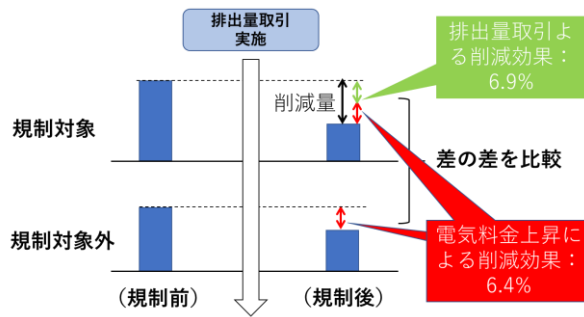 排出量取引
実施
排出量取引よ
る削減効果：
6.9%
削減量
規制対象
差の差を比較
規制対象外
電気料金上昇に
よる削減効果：
6.4%
（規制前）
（規制後）